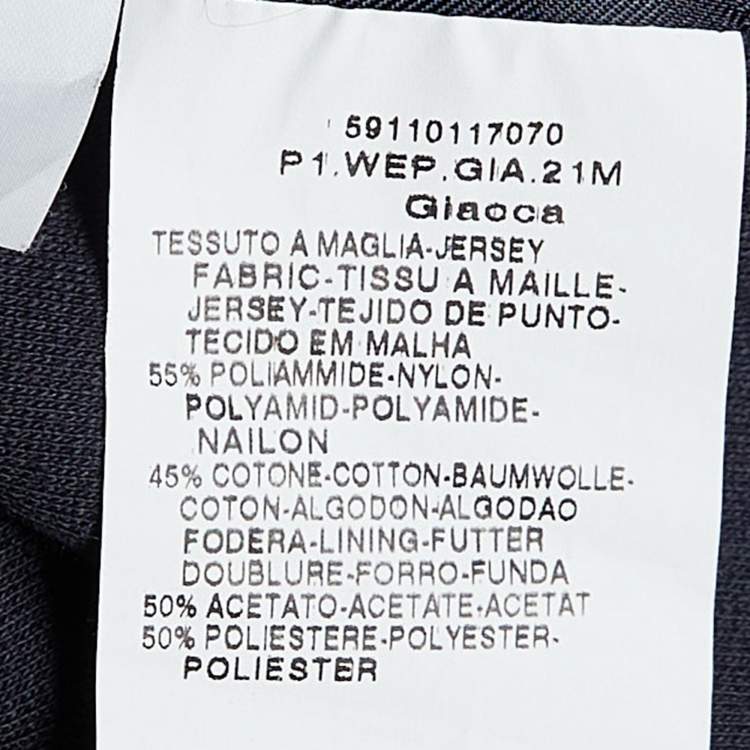 59110117070
P1.WEP.GIA.21M
Giacca
TESSUTO A MAGLIA-JERSEY
FABRIC-TISSU A MAILLE-
JERSEY-TEJIDO DE PUNTO-
TECIDO EM MALHA
55% POLIAMMIDE-NYLON-
POLYAMID-POLYAMIDE-
NAILON
45% COTONE-COTTON-BAUMWOLLE-
COTON-ALGODON-ALGODAO
FODERA-LINING-FUTTER
DOUBLURE-FORRO-FUNDA
50% ACETATO-ACETATE-ACETAT
50% POLIESTERE-POLYESTER-
POLIESTER